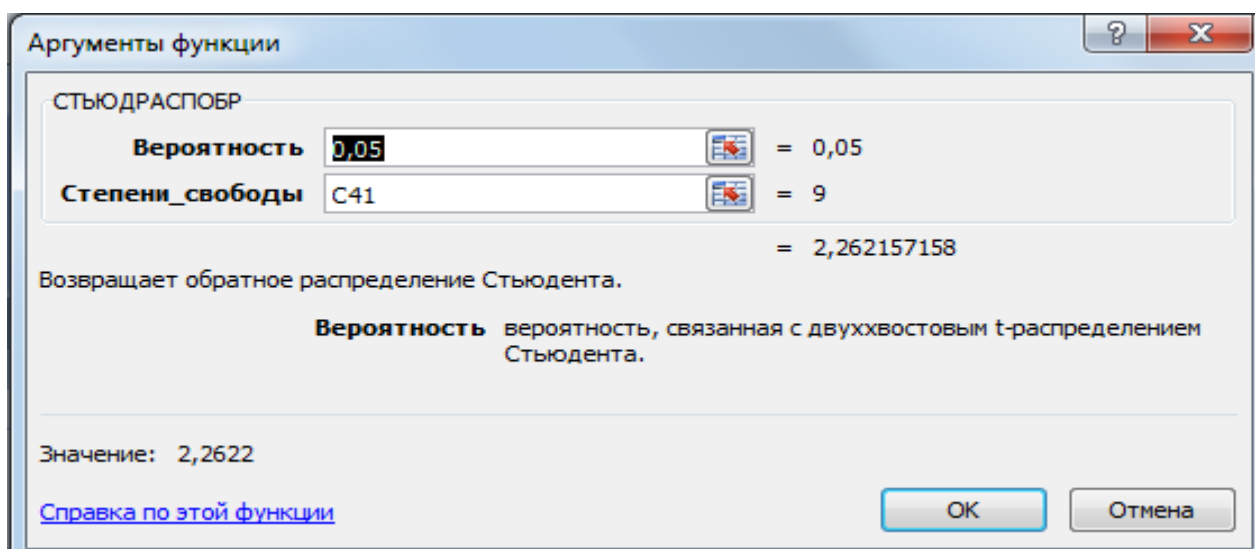 Аргументы функции
?
СТЬЮДРАСПОБР
Вероятность 0,05 = 0,05
Степени_свободы C41 = 9
= 2,262157158
Возвращает обратное распределение Стьюдента.
Вероятность вероятность, связанная с двуххвостовым t-распределением
Стьюдента.
Значение: 2,2622
Справка по этой функции OK Отмена